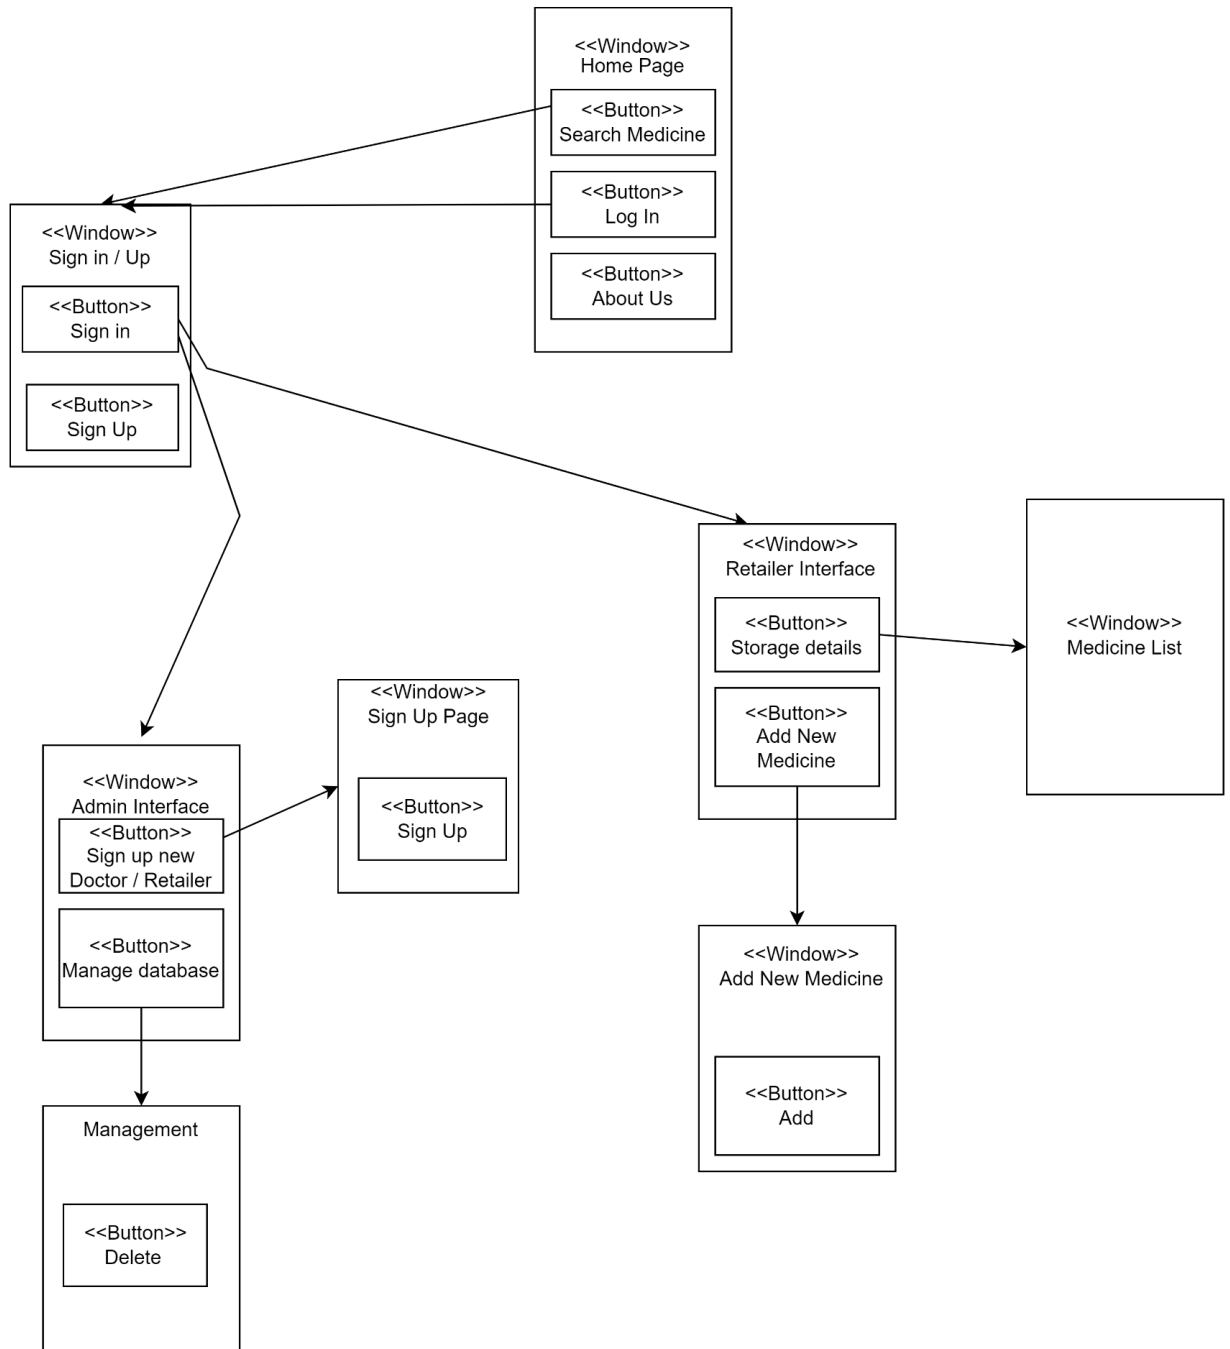 <<Window>>
Home Page
<<Button>>
Search Medicine
<<Button>>
Log In
<<Button>>
About Us
<<Window>>
Sign in / Up
<<Button>>
Sign in
<<Button>>
Sign Up
<<Window>>
Retailer Interface
<<Button>>
Storage details
<<Button>>
Add New
Medicine
<<Window>>
Medicine List
<<Window>>
Sign Up Page
<<Button>>
Sign Up
<<Window>>
Admin Interface
<<Button>>
Sign up new
Doctor / Retailer
<<Button>>
Manage database
<<Window>>
Add New Medicine
<<Button>>
Add
Management
<<Button>>
Delete